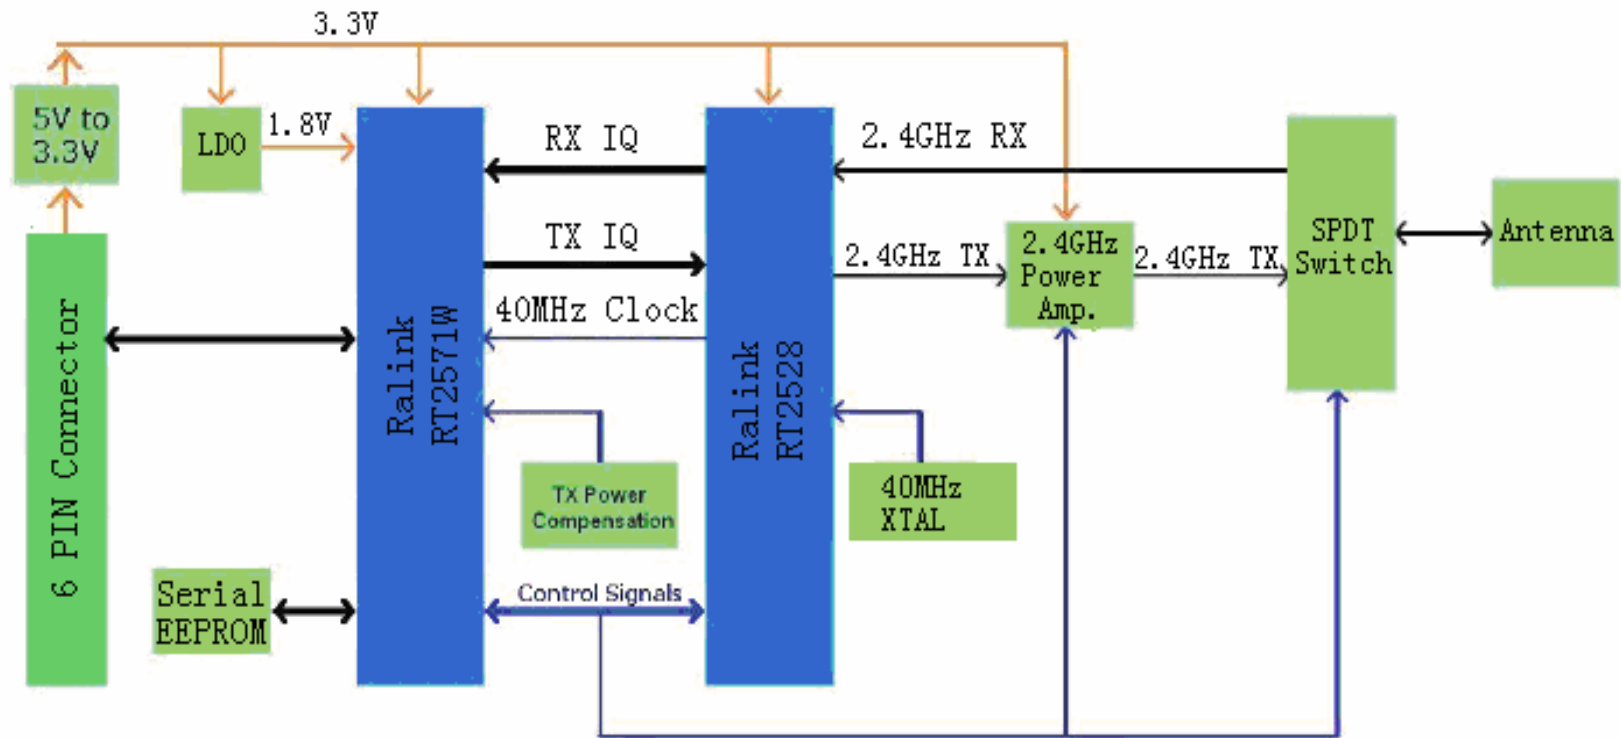 3.3V
5V to
3.3V
LDO
1.8V
RX IQ
2.4GHz RX
TX IQ
2.4GHz TX
2.4GHz
Power
Amp.
2.4GHz TX
SPDT
Switch
Antenna
40MHz Clock
6 PIN Connector
Ralink
RT2571W
Ralink
RT2528
TX Power
Compensation
40MHz
XTAL
Serial
EEPROM
Control Signals